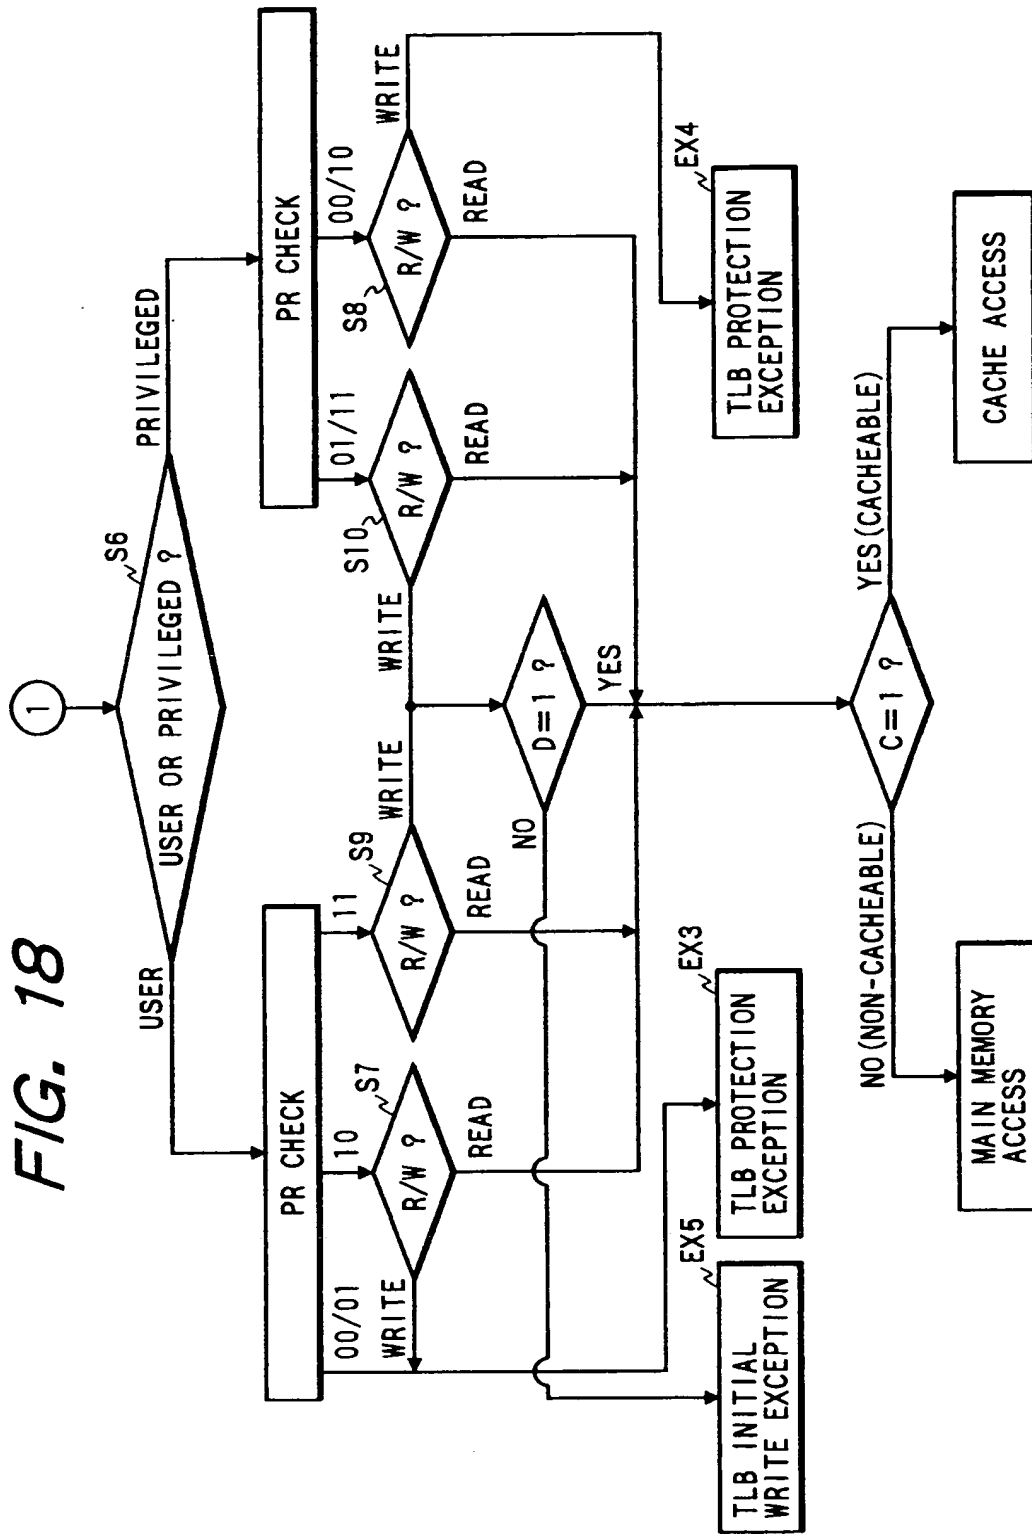 FIG. 18
1
USER OR PRIVILEGED ?
S6
USER
PRIVILEGED
PR CHECK
PR CHECK
00/01
10
11
01/11
00/10
S7
R/W ?
WRITE
READ
S9
R/W ?
WRITE
READ
S10
R/W ?
WRITE
READ
S8
R/W ?
WRITE
READ
D=1 ?
NO
YES
EX5
TLB INITIAL
WRITE EXCEPTION
EX3
TLB PROTECTION
EXCEPTION
EX4
TLB PROTECTION
EXCEPTION
C=1 ?
NO(NON-CACHEABLE)
YES(CACHEABLE)
MAIN MEMORY
ACCESS
CACHE ACCESS